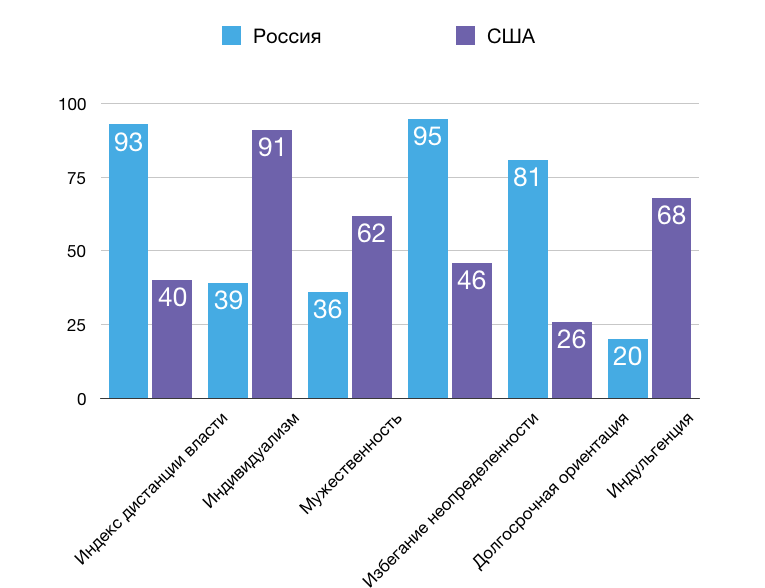 Россия
США
100
75
50
25
0
93
40
39
91
36
62
95
46
81
26
20
68
Индекс дистанции власти
Индивидуализм
Мужественность
Избегание неопределенности
Долгосрочная ориентация
Индульгенция